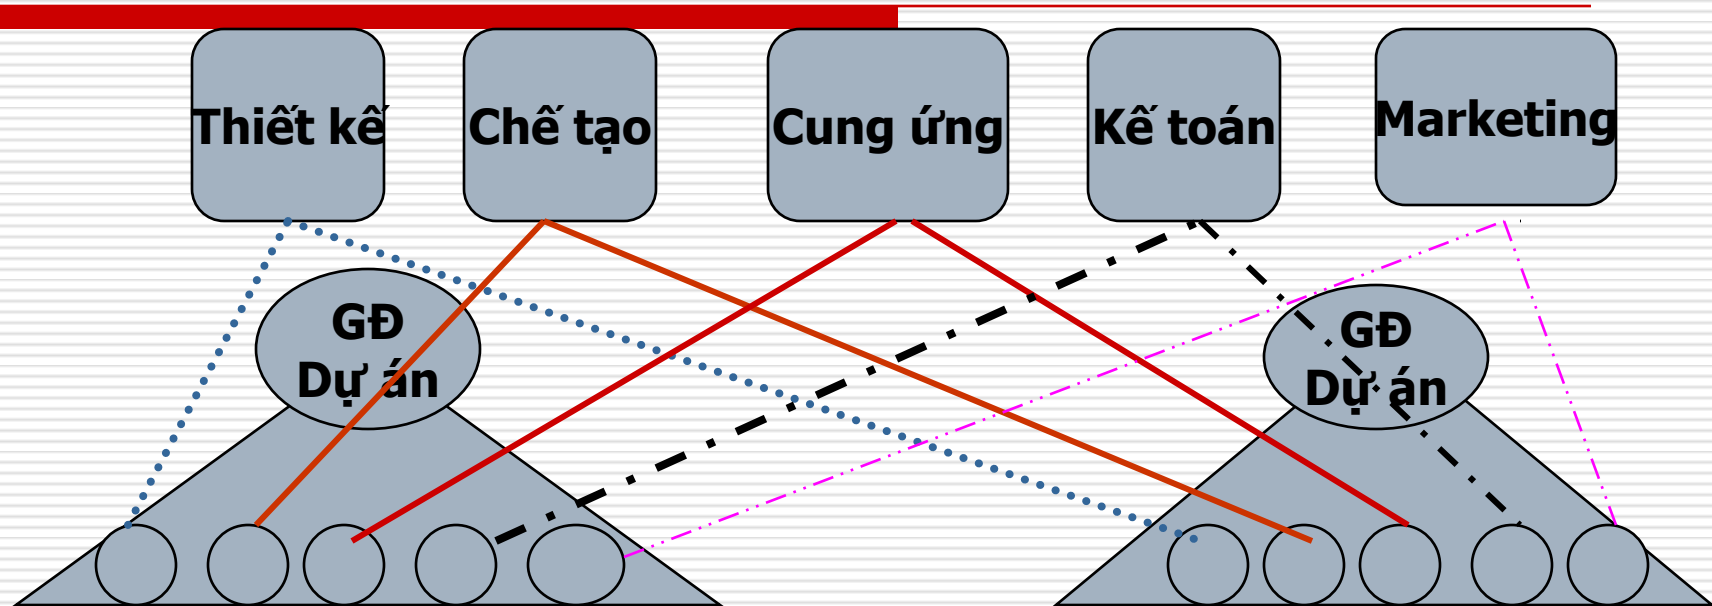 Thiết kế
Chế tạo
Cung ứng
Kế toán
Marketing
GĐ
Dự án
GĐ
Dự án